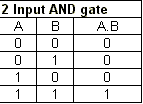 2 Input AND gate
A B A.B
0 0 0
0 1 0
1 0 0
1 1 1